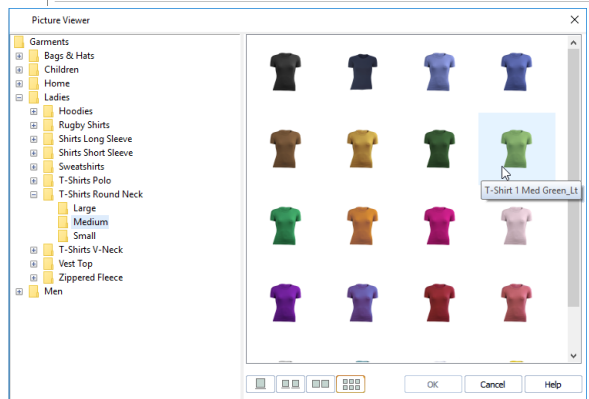 Picture Viewer
Garments
Bags & Hats
Children
Home
Ladies
Hoodies
Rugby Shirts
Shirts Long Sleeve
Shirts Short Sleeve
Sweatshirts
T-Shirts Polo
T-Shirts Round Neck
Large
Medium
Small
T-Shirts V-Neck
Vest Top
Zippered Fleece
Men
T-Shirt 1 Med Green_Lt
OK Cancel Help